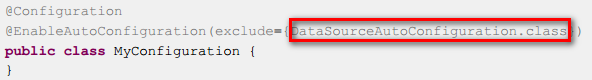 @Configuration
@EnableAutoConfiguration(exclude={DataSourceAutoConfiguration.class})
public class MyConfiguration {
}